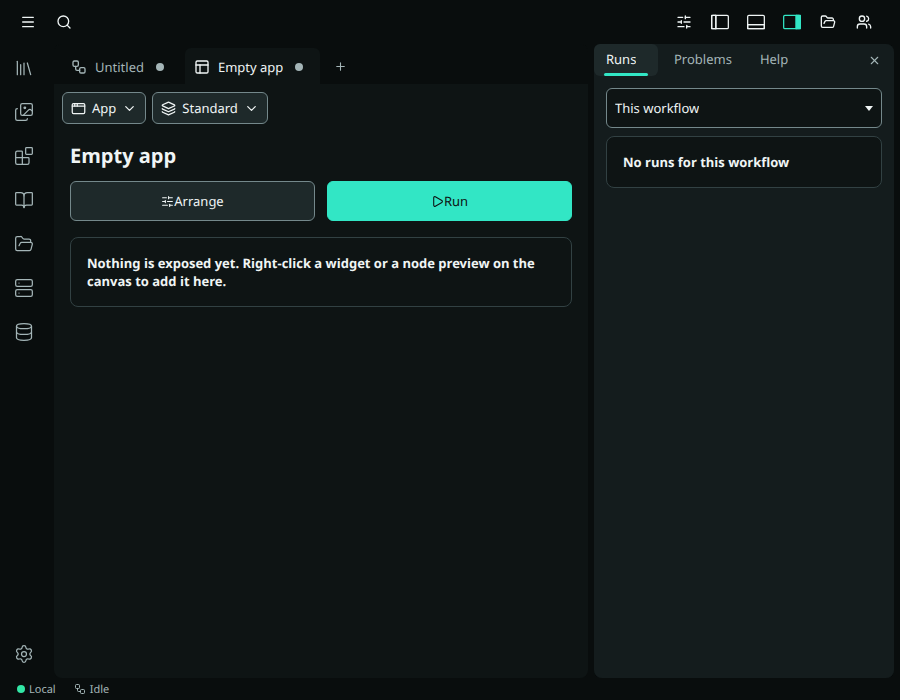 Untitled
Empty app
App
Standard
Empty app
Arrange
Run
Nothing is exposed yet. Right-click a widget or a node preview on the
canvas to add it here.
Runs
Problems
Help
This workflow
No runs for this workflow
Local
Idle